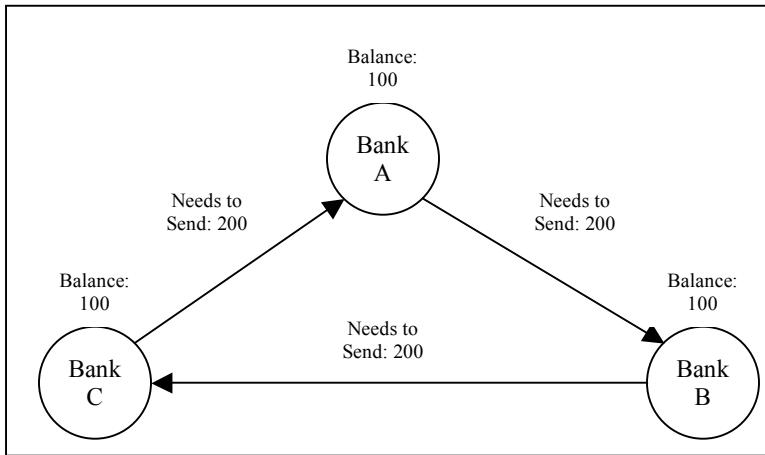 Balance:
100
Bank
A
Needs to
Send: 200
Needs to
Send: 200
Balance:
100
Balance:
100
Needs to
Send: 200
Bank
C
Bank
B